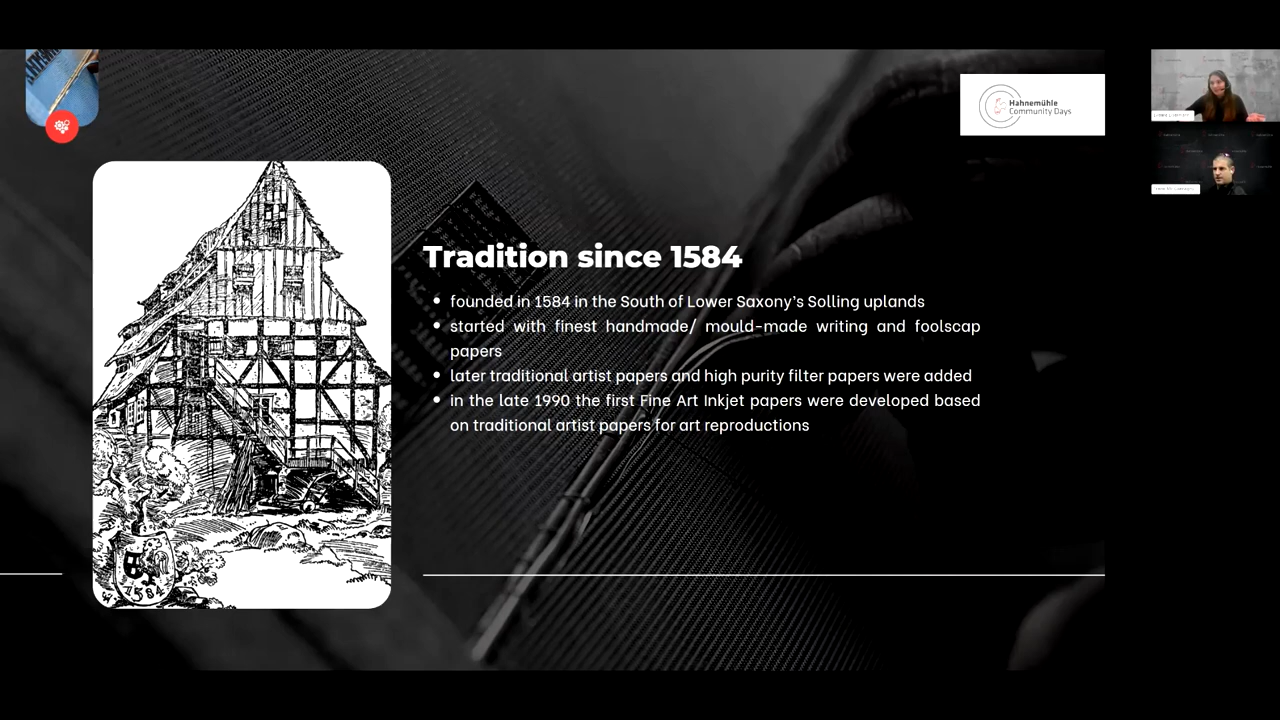 Hahnemühle
Community Days
Tradition since 1584
founded in 1584 in the South of Lower Saxony’s Solling uplands
started with finest handmade/ mould-made writing and foolscap
papers
later traditional artist papers and high purity filter papers were added
in the late 1990 the first Fine Art Inkjet papers were developed based
on traditional artist papers for art reproductions
1584